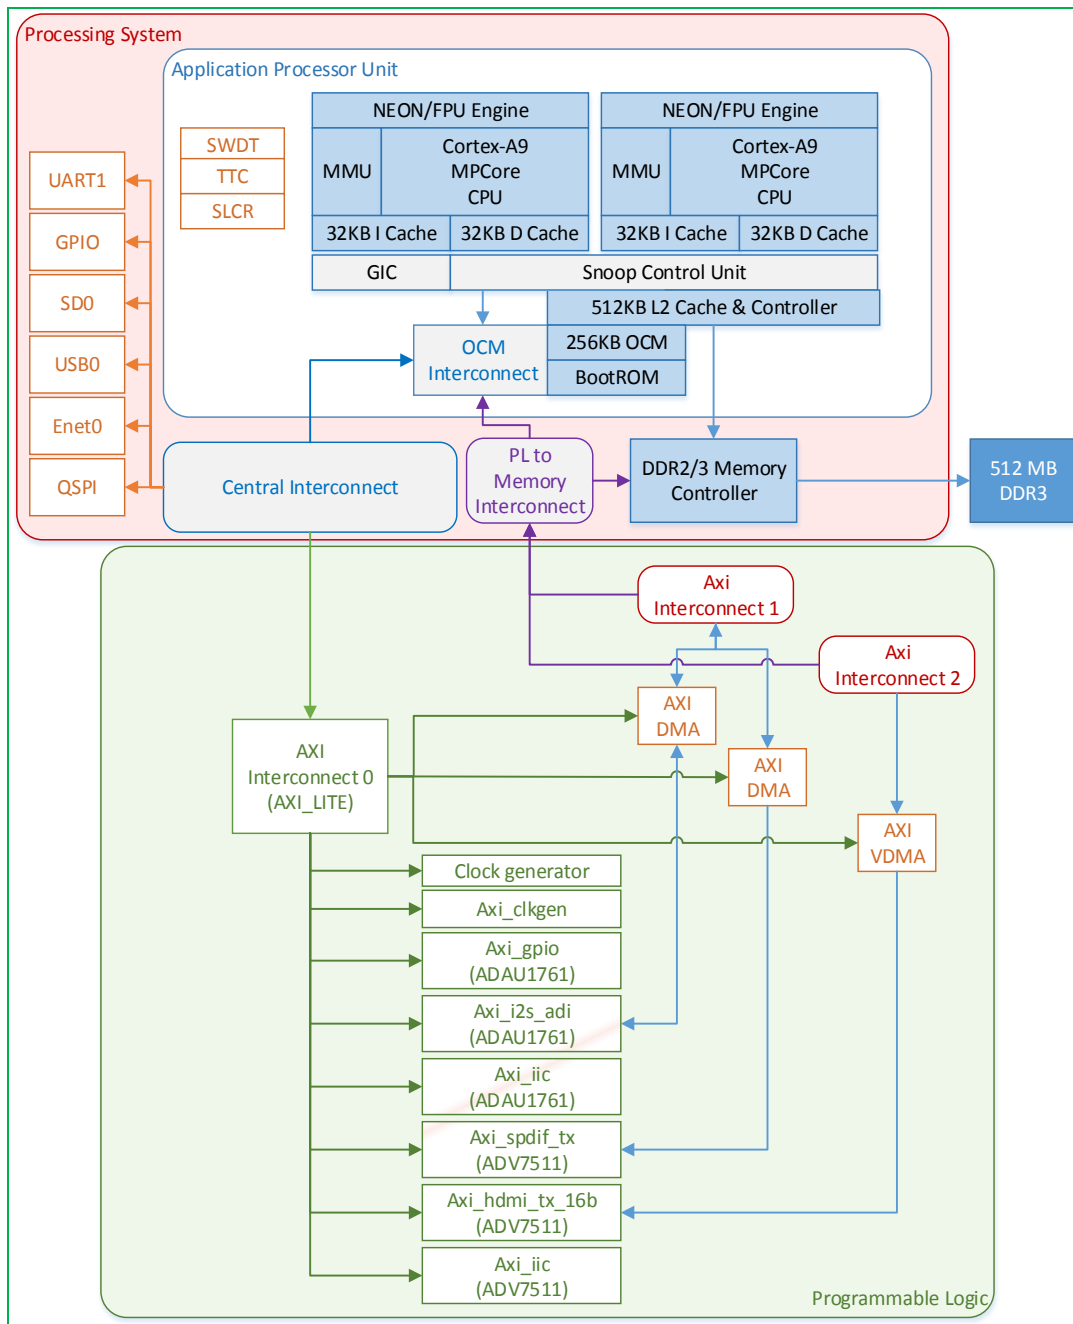 Processing System
Application Processor Unit
SWDT
TTC
SLCR
NEON/FPU Engine
MMU
Cortex-A9
MPCore
CPU
32KB I Cache
32KB D Cache
NEON/FPU Engine
MMU
Cortex-A9
MPCore
CPU
32KB I Cache
32KB D Cache
GIC
Snoop Control Unit
512KB L2 Cache & Controller
OCM
Interconnect
256KB OCM
BootROM
UART1
GPIO
SD0
USB0
Enet0
QSPI
Central Interconnect
PL to
Memory
Interconnect
DDR2/3 Memory
Controller
512 MB
DDR3
Axi
Interconnect 1
Axi
Interconnect 2
AXI
DMA
AXI
DMA
AXI
VDMA
AXI
Interconnect 0
(AXI_LITE)
Clock generator
Axi_clkgen
Axi_gpio
(ADAU1761)
Axi_i2s_adi
(ADAU1761)
Axi_iic
(ADAU1761)
Axi_spdif_tx
(ADV7511)
Axi_hdmi_tx_16b
(ADV7511)
Axi_iic
(ADV7511)
Programmable Logic